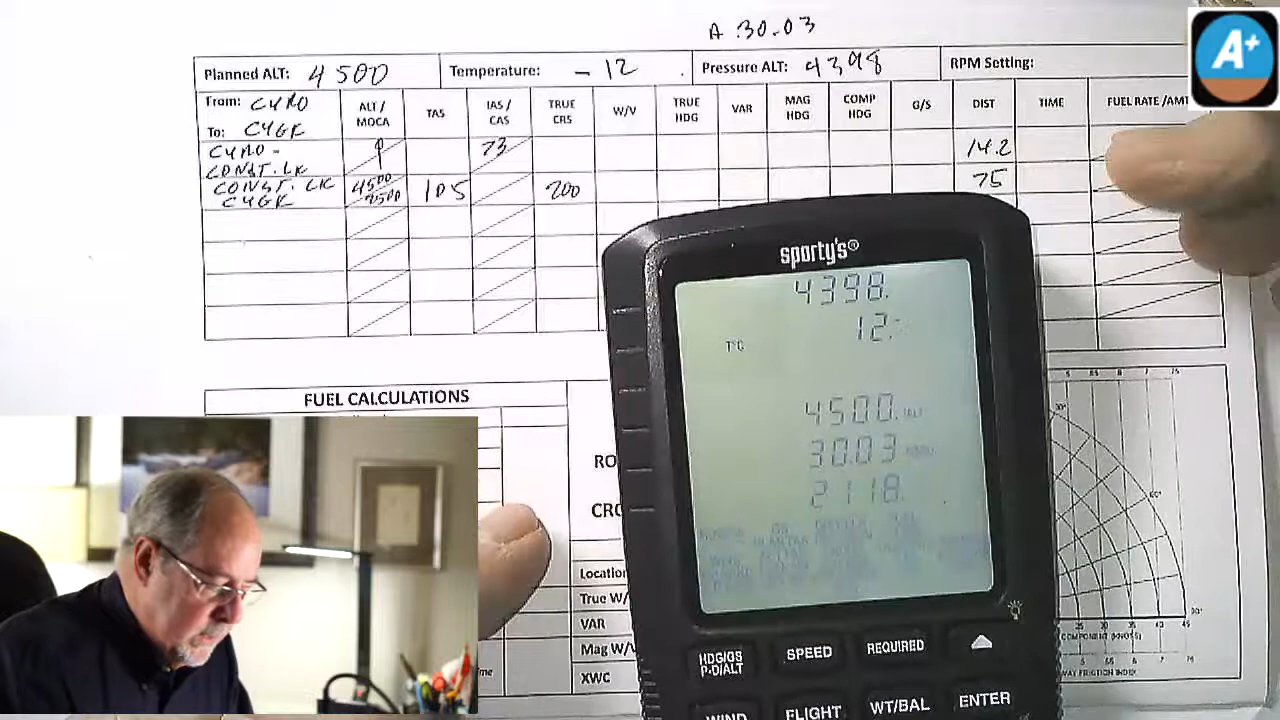 A 30.03
A+
Planned ALT: 4500
Temperature: -12
Pressure ALT: 4398
RPM Setting:
From: CYRO
To: CYGK
ALT / MOCA
TAS
IAS / CAS
TRUE CRS
W/V
TRUE HDG
VAR
MAG HDG
COMP HDG
G/S
DIST
TIME
FUEL RATE /AMT
CYRO -
CONST. LK
↑
73
14.2
CONST. LK
CYGK
4500
105
200
75
FUEL CALCULATIONS
RO
CRO
Location
True W/
VAR
Mag W/
XWC
sporty's
4398.
T°C
12.
4500.
30.03
2118.
HDG/GS
P-D/ALT
SPEED
REQUIRED
WIND
FLIGHT
WT/BAL
ENTER